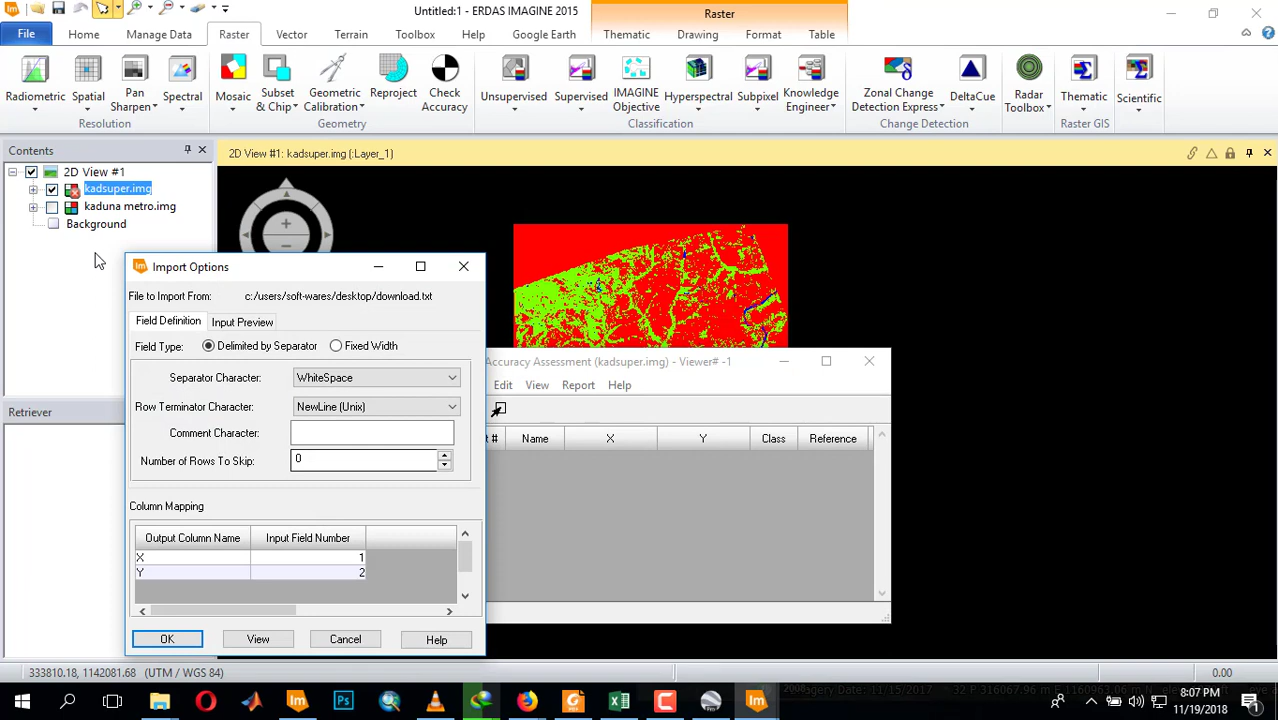 Untitled:1 - ERDAS IMAGINE 2015
Raster
File
Home
Manage Data
Raster
Vector
Terrain
Toolbox
Help
Google Earth
Thematic
Drawing
Format
Table
Radiometric
Spatial
Pan Sharpen
Spectral
Mosaic
Subset & Chip
Geometric Calibration
Reproject
Check Accuracy
Unsupervised
Supervised
IMAGINE Objective
Hyperspectral
Subpixel
Knowledge Engineer
Zonal Change Detection Express
DeltaCue
Radar Toolbox
Thematic
Scientific
Resolution
Geometry
Classification
Change Detection
Raster GIS
Contents
2D View #1: kadsuper.img (:Layer_1)
2D View #1
kadsuper.img
kaduna metro.img
Background
Retriever
Import Options
File to Import From: c:/users/soft-wares/desktop/download.txt
Field Definition
Input Preview
Field Type: Delimited by Separator Fixed Width
Separator Character: WhiteSpace
Row Terminator Character: NewLine (Unix)
Comment Character:
Number of Rows To Skip: 0
Column Mapping
Output Column Name Input Field Number
X 1
Y 2
OK
View
Cancel
Help
Accuracy Assessment (kadsuper.img) - Viewer# -1
Edit View Report Help
# Name X Y Class Reference
333810.18, 1142081.68 (UTM / WGS 84)
0.00
8:07 PM
11/19/2018